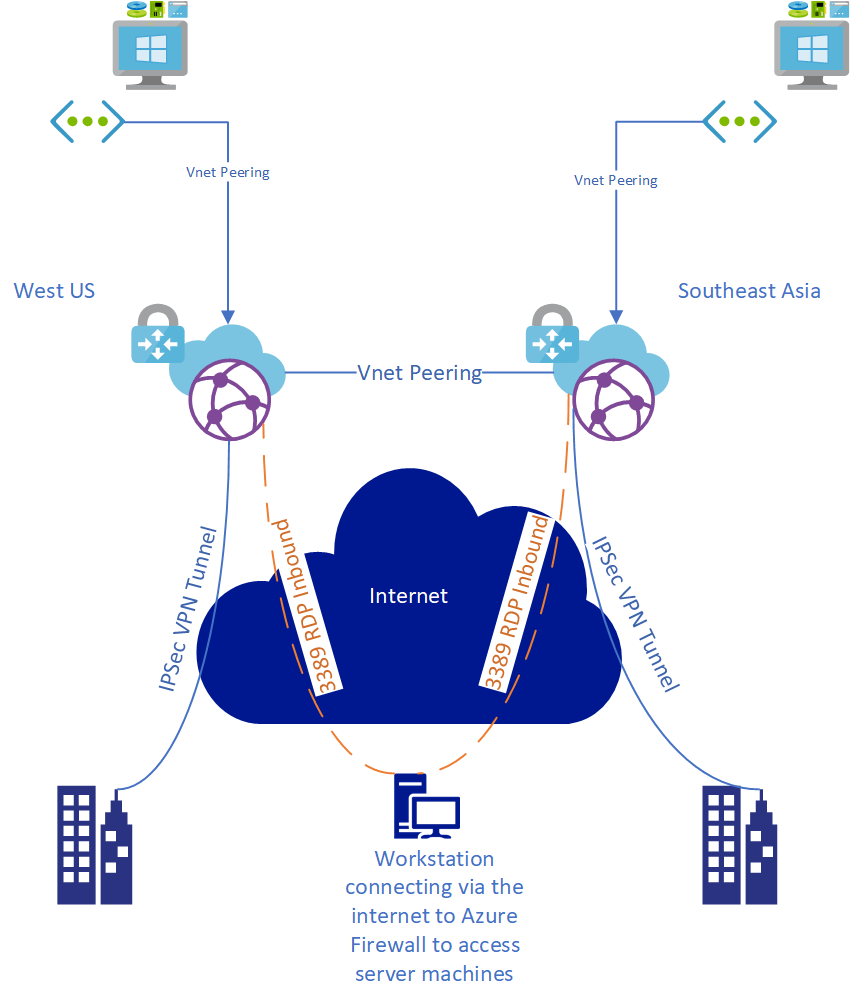 Vnet Peering
Vnet Peering
West US
Southeast Asia
Vnet Peering
IPSec VPN Tunnel
3389 RDP Inbound
Internet
3389 RDP Inbound
IPSec VPN Tunnel
Workstation
connecting via the
internet to Azure
Firewall to access
server machines